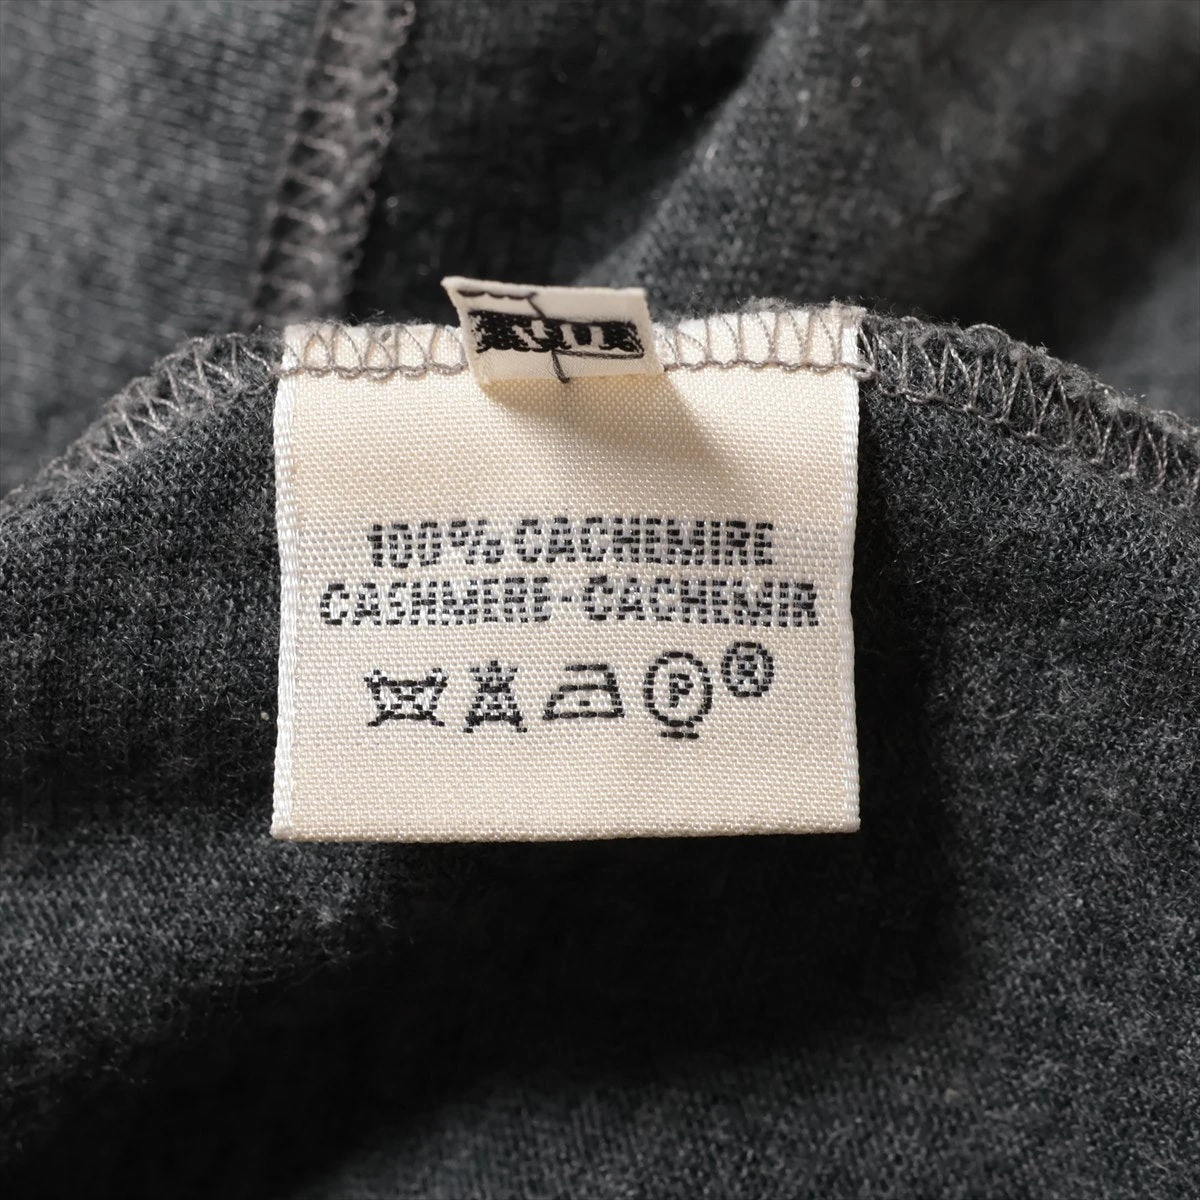 100% CACHEMIRE
CASHMERE-CACHEMIR
P
®